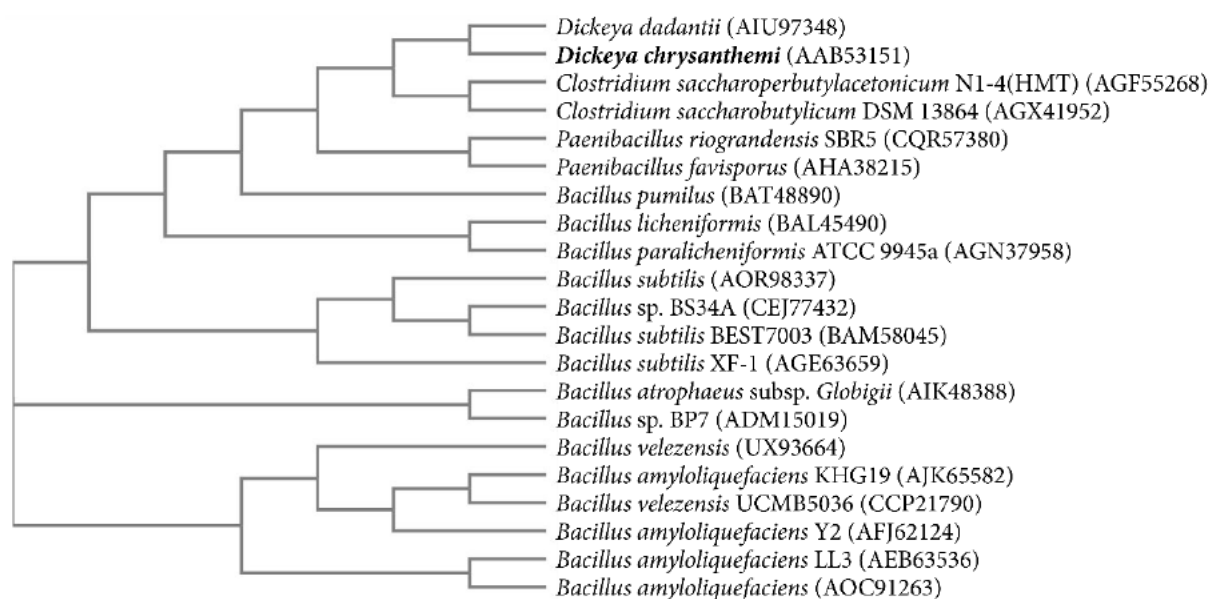 Dickeya dadantii (AIU97348)
Dickeya chrysanthemi (AAB53151)
Clostridium saccharoperbutylacetonicum N1-4(HMT) (AGF55268)
Clostridium saccharobutylicum DSM 13864 (AGX41952)
Paenibacillus riograndensis SBR5 (CQR57380)
Paenibacillus favisporus (AHA38215)
Bacillus pumilus (BAT48890)
Bacillus licheniformis (BAL45490)
Bacillus paralicheniformis ATCC 9945a (AGN37958)
Bacillus subtilis (AOR98337)
Bacillus sp. BS34A (CEJ77432)
Bacillus subtilis BEST7003 (BAM58045)
Bacillus subtilis XF-1 (AGE63659)
Bacillus atrophaeus subsp. Globigii (AIK48388)
Bacillus sp. BP7 (ADM15019)
Bacillus velezensis (UX93664)
Bacillus amyloliquefaciens KHG19 (AJK65582)
Bacillus velezensis UCMB5036 (CCP21790)
Bacillus amyloliquefaciens Y2 (AFJ62124)
Bacillus amyloliquefaciens LL3 (AEB63536)
Bacillus amyloliquefaciens (AOC91263)